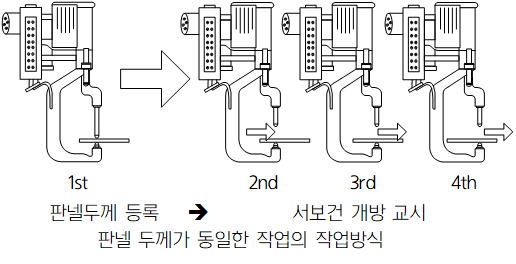 1st 2nd 3rd 4th
판넬두께 등록 → 서보건 개방 교시
판넬 두께가 동일한 작업의 작업방식